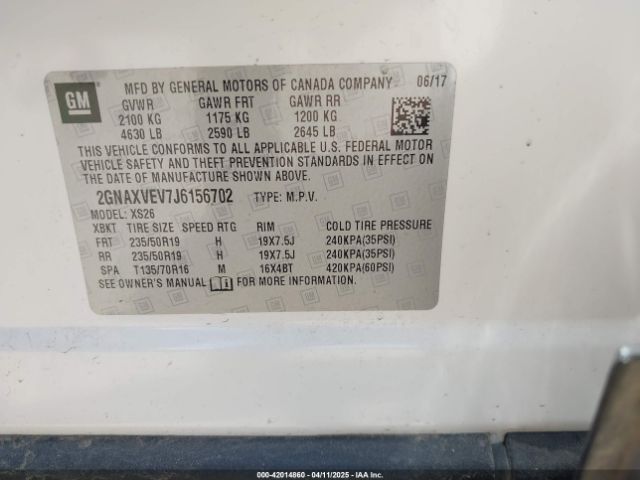 GM
MFD BY GENERAL MOTORS OF CANADA COMPANY 06/17
GVWR GAWR FRT GAWR RR
2100 KG 1175 KG 1200 KG
4630 LB 2590 LB 2645 LB
THIS VEHICLE CONFORMS TO ALL APPLICABLE U.S. FEDERAL MOTOR
VEHICLE SAFETY AND THEFT PREVENTION STANDARDS IN EFFECT ON
THE DATE OF MANUFACTURE SHOWN ABOVE.
2GNAXVEV7J6156702 TYPE: M.P.V.
MODEL: XS26
XBKT TIRE SIZE SPEED RTG RIM COLD TIRE PRESSURE
FRT 235/50R19 H 19X7.5J 240KPA(35PSI)
RR 235/50R19 H 19X7.5J 240KPA(35PSI)
SPA T135/70R16 M 16X4BT 420KPA(60PSI)
SEE OWNER'S MANUAL FOR MORE INFORMATION.
000-42014860 - 04/11/2025 - IAA Inc.